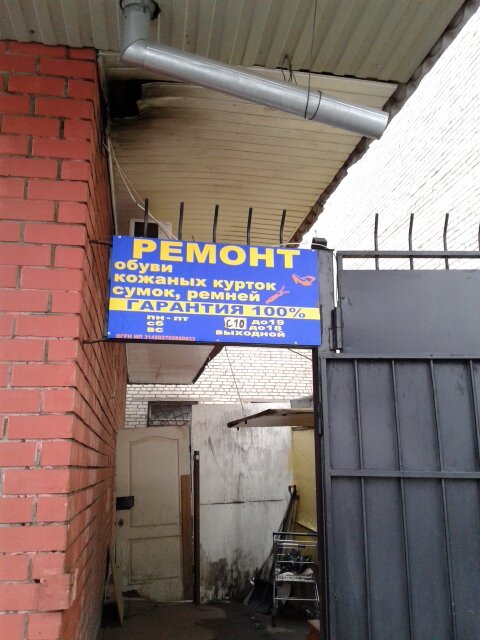 РЕМОНТ
обуви
кожаных курток
сумок, ремней
ГАРАНТИЯ 100%
пн - пт С10 до19
сб до18
вс выходной